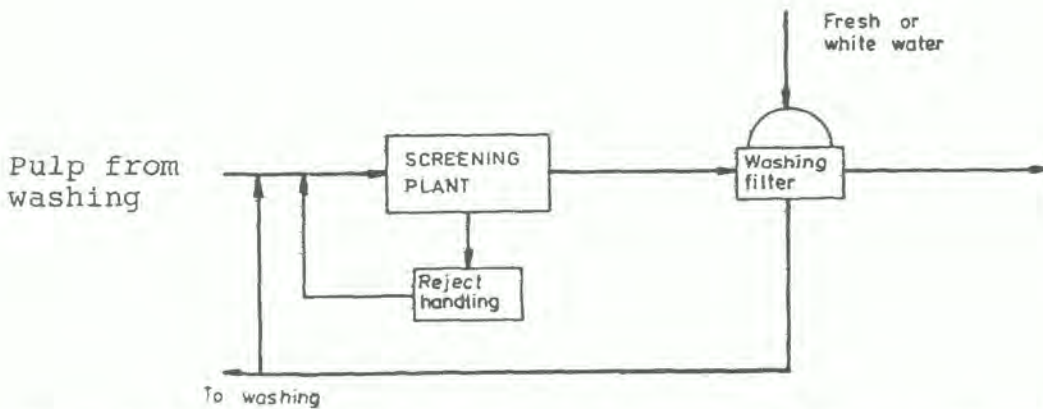 Fresh or
white water
Pulp from
washing
SCREENING
PLANT
Washing
filter
Reject
handling
To washing